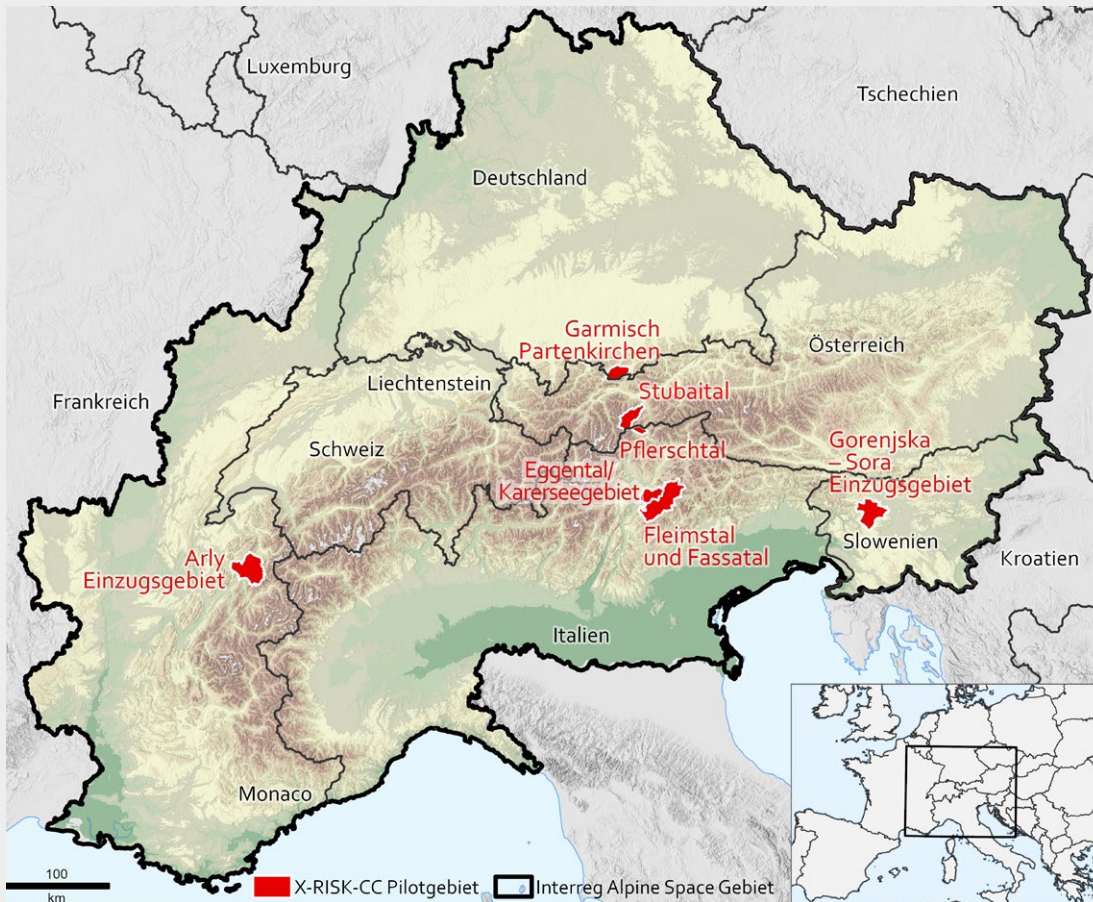 Luxemburg
Tschechien
Deutschland
Garmisch
Partenkirchen
Österreich
Liechtenstein
Frankreich
Stubaital
Schweiz
Pflerschtal
Gorenjska
– Sora
Einzugsgebiet
Eggental/
Karerseegebiet
Fleimstal
und Fassatal
Slowenien
Kroatien
Arly
Einzugsgebiet
Italien
Monaco
100
km
X-RISK-CC Pilotgebiet
Interreg Alpine Space Gebiet